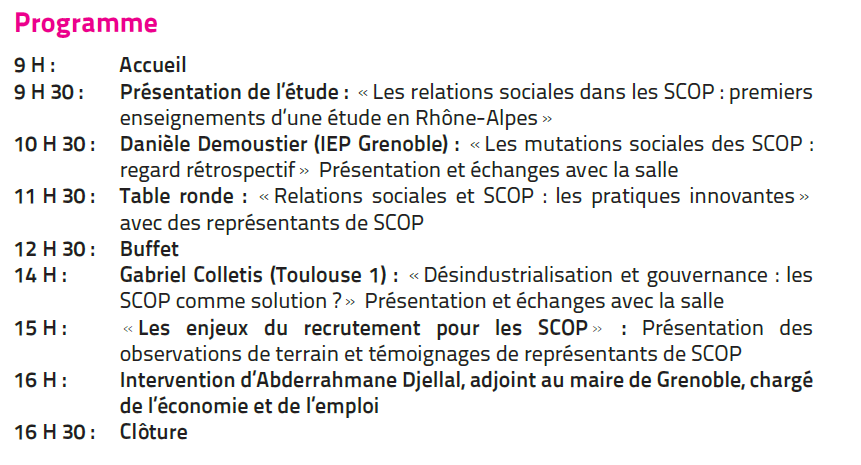 Programme
9 H : Accueil
9 H 30 : Présentation de l'étude : « Les relations sociales dans les SCOP : premiers
enseignements d'une étude en Rhône-Alpes »
10 H 30 : Danièle Demoustier (IEP Grenoble) : « Les mutations sociales des SCOP :
regard rétrospectif » Présentation et échanges avec la salle
11 H 30 : Table ronde : « Relations sociales et SCOP : les pratiques innovantes »
avec des représentants de SCOP
12 H 30 : Buffet
14 H : Gabriel Colletis (Toulouse 1) : « Désindustrialisation et gouvernance : les
SCOP comme solution ? » Présentation et échanges avec la salle
15 H : « Les enjeux du recrutement pour les SCOP » : Présentation des
observations de terrain et témoignages de représentants de SCOP
16 H : Intervention d'Abderrahmane Djellal, adjoint au maire de Grenoble, chargé
de l'économie et de l'emploi
16 H 30 : Clôture